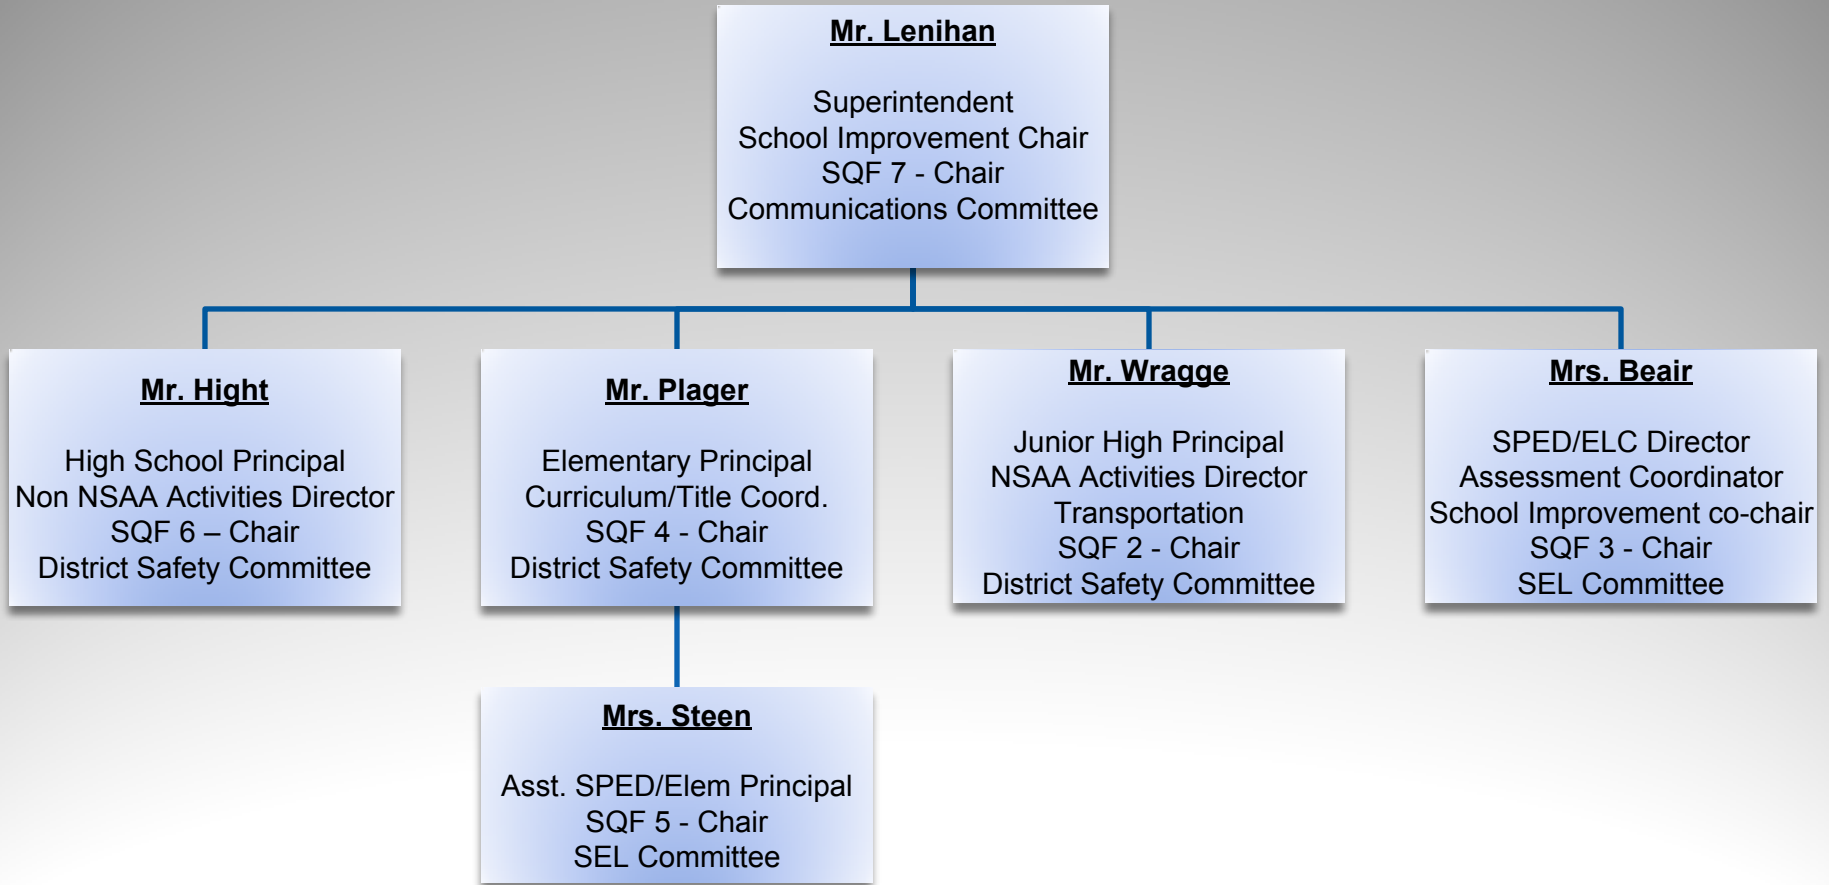 Mr. Lenihan
Superintendent
School Improvement Chair
SQF 7 - Chair
Communications Committee
Mr. Hight
High School Principal
Non NSAA Activities Director
SQF 6 – Chair
District Safety Committee
Mr. Plager
Elementary Principal
Curriculum/Title Coord.
SQF 4 - Chair
District Safety Committee
Mr. Wragge
Junior High Principal
NSAA Activities Director
Transportation
SQF 2 - Chair
District Safety Committee
Mrs. Beair
SPED/ELC Director
Assessment Coordinator
School Improvement co-chair
SQF 3 - Chair
SEL Committee
Mrs. Steen
Asst. SPED/Elem Principal
SQF 5 - Chair
SEL Committee